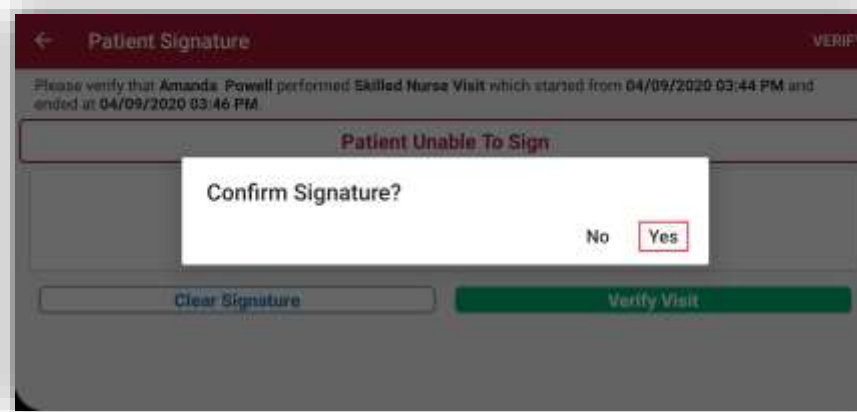 ← Patient Signature VERIFY
Please verify that Amanda Powell performed Skilled Nurse Visit which started from 04/09/2020 03:44 PM and
ended at 04/09/2020 03:46 PM
Patient Unable To Sign
Confirm Signature?
No Yes
Clear Signature Verify Visit